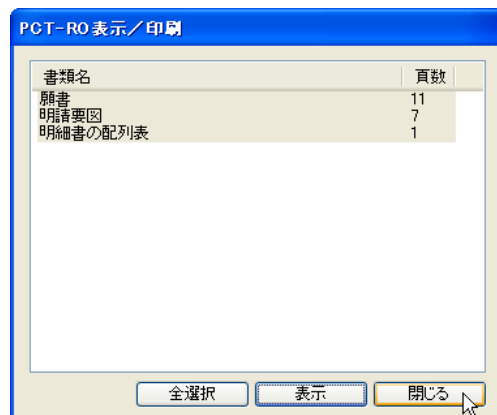 PCT-RO表示／印刷
書類名 頁数
願書 11
明請要図 7
明細書の配列表 1
全選択 表示 閉じる